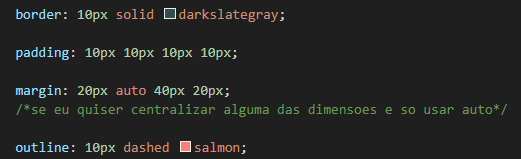 border: 10px solid darkslategray;
padding: 10px 10px 10px 10px;
margin: 20px auto 40px 20px;
/*se eu quiser centralizar alguma das dimensoes e so usar auto*/
outline: 10px dashed salmon;